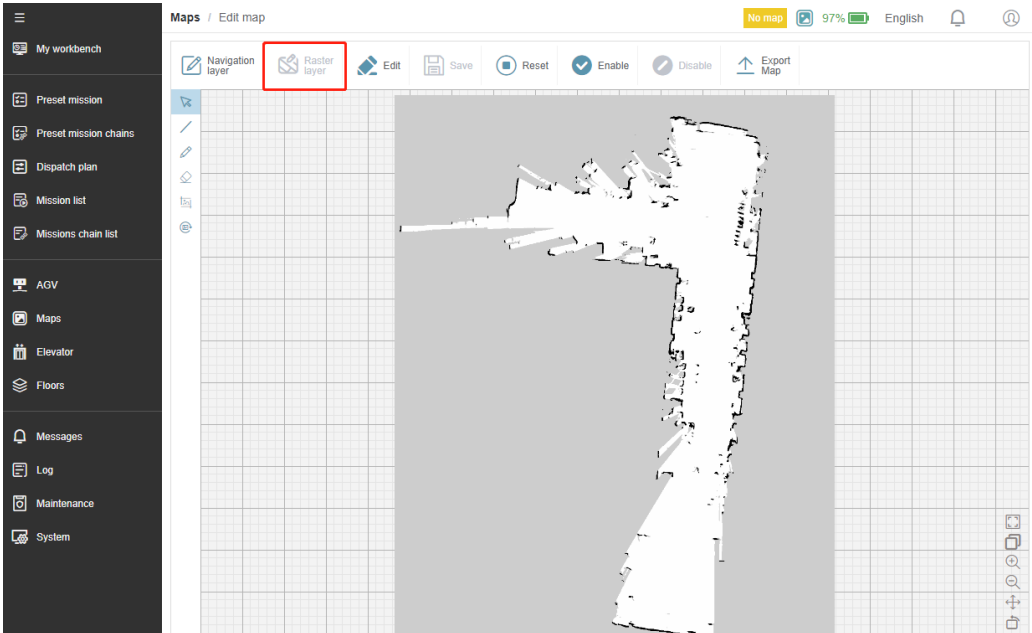 Maps / Edit map
No map
97%
English
My workbench
Preset mission
Preset mission chains
Dispatch plan
Mission list
Missions chain list
AGV
Maps
Elevator
Floors
Messages
Log
Maintenance
System
Navigation
layer
Raster
layer
Edit
Save
Reset
Enable
Disable
Export
Map